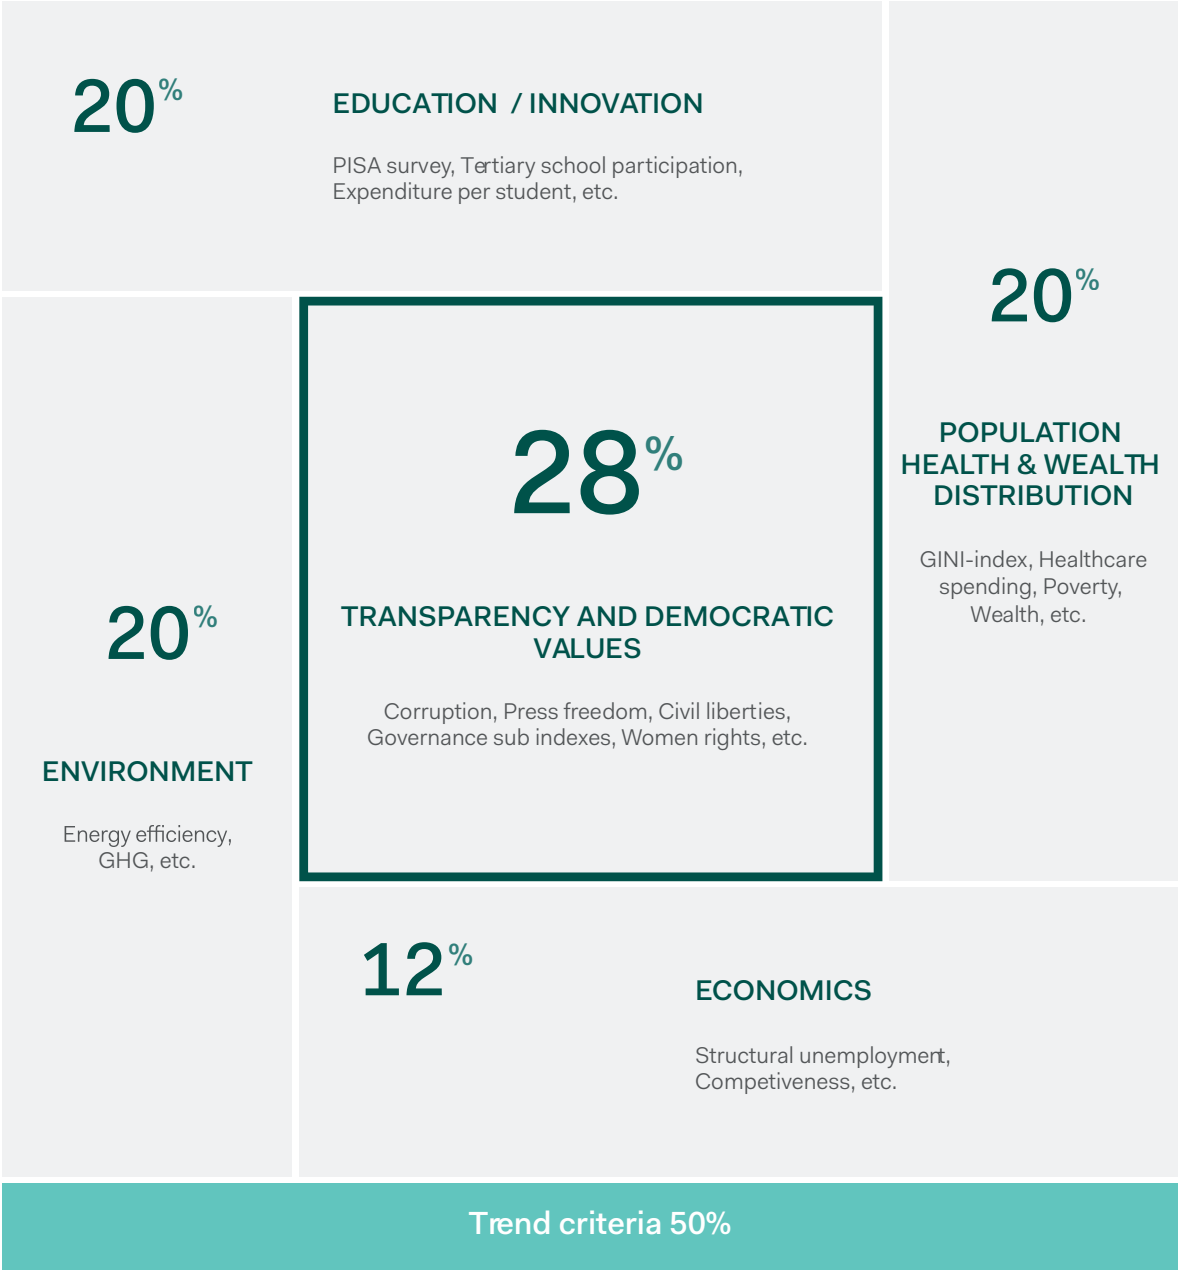 20%
EDUCATION / INNOVATION
PISA survey, Tertiary school participation,
Expenditure per student, etc.
20%
POPULATION
HEALTH & WEALTH
DISTRIBUTION
GINI-index, Healthcare
spending, Poverty,
Wealth, etc.
28%
TRANSPARENCY AND DEMOCRATIC
VALUES
Corruption, Press freedom, Civil liberties,
Governance sub indexes, Women rights, etc.
20%
ENVIRONMENT
Energy efficiency,
GHG, etc.
12%
ECONOMICS
Structural unemployment,
Competiveness, etc.
Trend criteria 50%